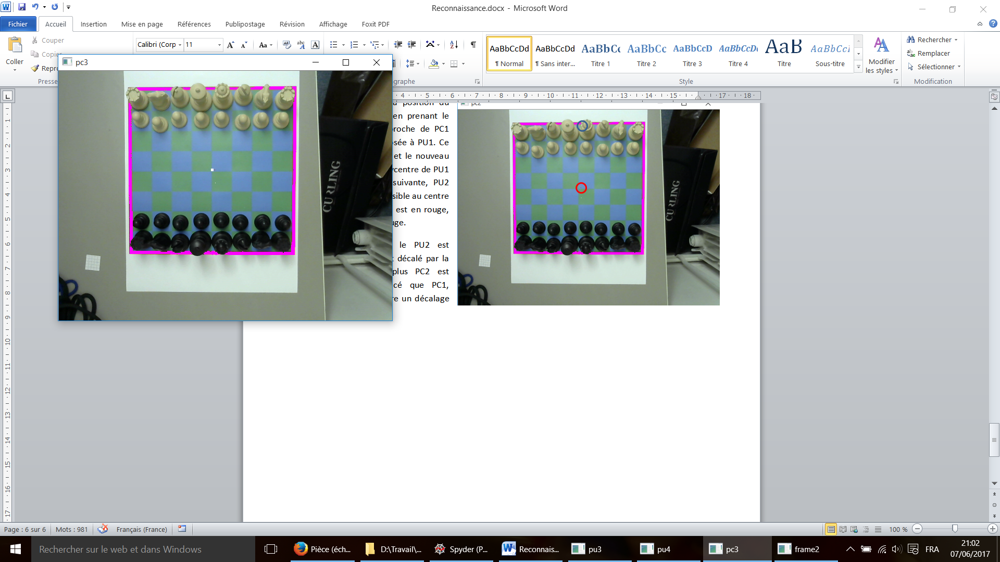 Reconnaissance.docx - Microsoft Word
Fichier Accueil Insertion Mise en page Références Publipostage Révision Affichage Foxit PDF
Coller
Couper
Copier
Calibri (Corp 11
AaBbCcDd
¶ Normal
AaBbCcDd
¶ Sans inter...
AaBbCc
Titre 1
AaBbCc
Titre 2
AaBbCcD
Titre 3
AaBbCcDd
Titre 4
AaB
Titre
AaBbCcI
Sous-titre
Modifier
les styles
Rechercher
Remplacer
Sélectionner
Style
Modification
pc3
CURLING
4 5 6 7 8 9 10 11 12 13 14 15 17 18
1
2
3
4
5
6
7
8
9
10
11
12
13
14
15
16
17
position du
en prenant le
roche de PC1
sée à PU1. Ce
et le nouveau
centre de PU1
suivante, PU2
sible au centre
est en rouge,
ge.
le PU2 est
décalé par la
plus PC2 est
cé que PC1,
re un décalage
pc2
CURLING
Page : 6 sur 6 Mots : 981 Français (France) 100 %
Rechercher sur le web et dans Windows
Pièce (éch...
D:\Travail\...
Spyder (P...
Reconnais...
pu3
pu4
pc3
frame2
FRA
21:02
07/06/2017